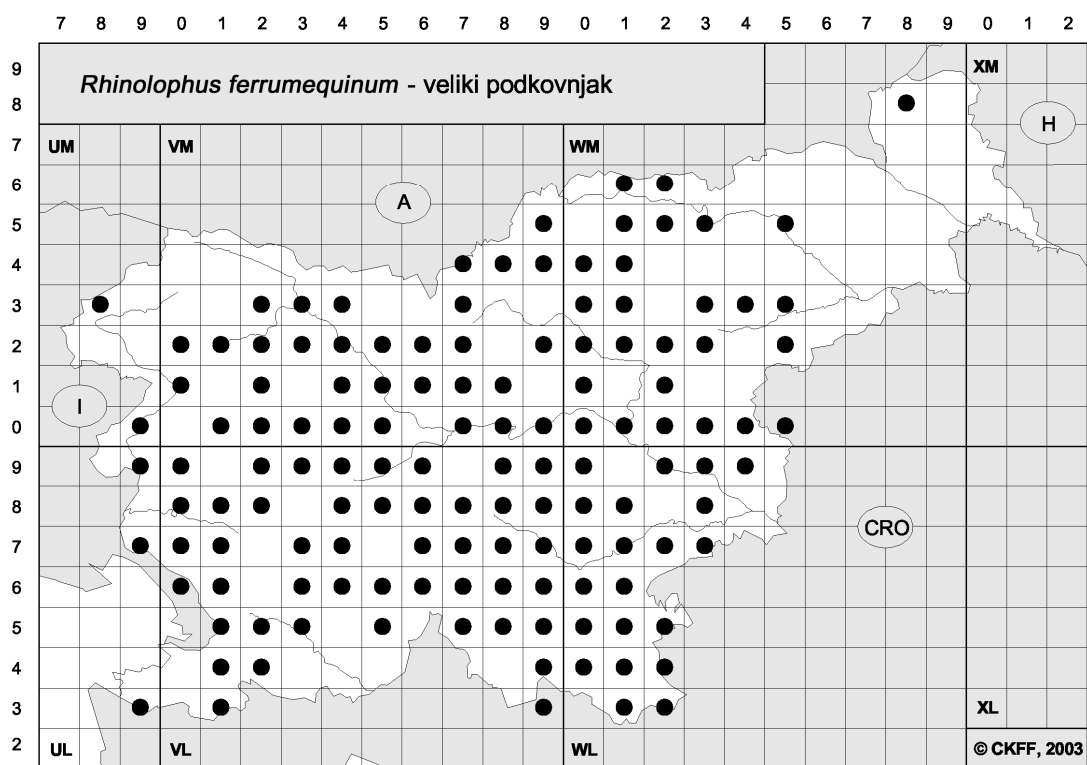 7 8 9 0 1 2 3 4 5 6 7 8 9 0 1 2 3 4 5 6 7 8 9 0 1 2
9 XM
Rhinolophus ferrumequinum - veliki podkovnjak
8 H
7 UM VM WM
6 A
5
4
3
2
1 I
0
9
8 CRO
7
6
5
4
3 XL
2 UL VL WL © CKFF, 2003